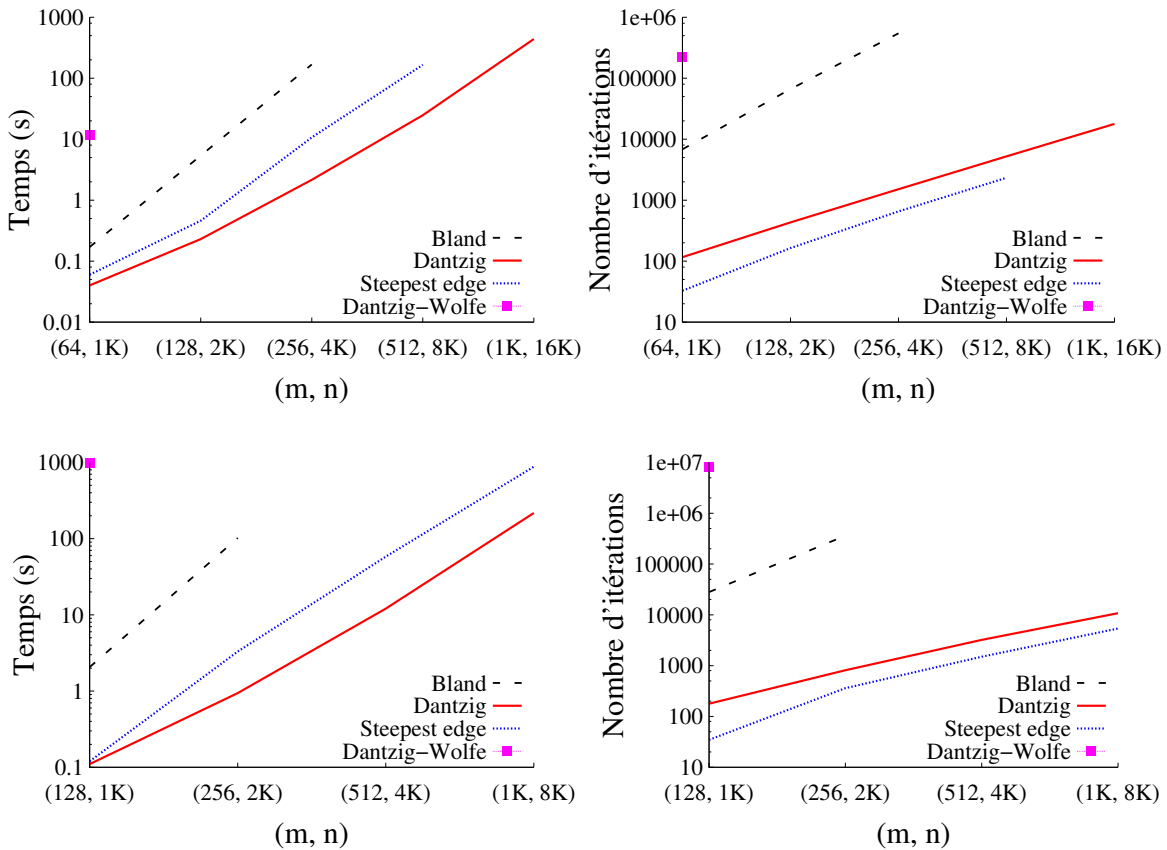 1000
100
10
1
0.1
0.01
Temps (s)
(64, 1K) (128, 2K) (256, 4K) (512, 8K) (1K, 16K)
(m, n)
Bland
Dantzig
Steepest edge
Dantzig−Wolfe
1e+06
100000
10000
1000
100
10
Nombre d'itérations
(64, 1K) (128, 2K) (256, 4K) (512, 8K) (1K, 16K)
(m, n)
Bland
Dantzig
Steepest edge
Dantzig−Wolfe
1000
100
10
1
0.1
Temps (s)
(128, 1K) (256, 2K) (512, 4K) (1K, 8K)
(m, n)
Bland
Dantzig
Steepest edge
Dantzig−Wolfe
1e+07
1e+06
100000
10000
1000
100
10
Nombre d'itérations
(128, 1K) (256, 2K) (512, 4K) (1K, 8K)
(m, n)
Bland
Dantzig
Steepest edge
Dantzig−Wolfe